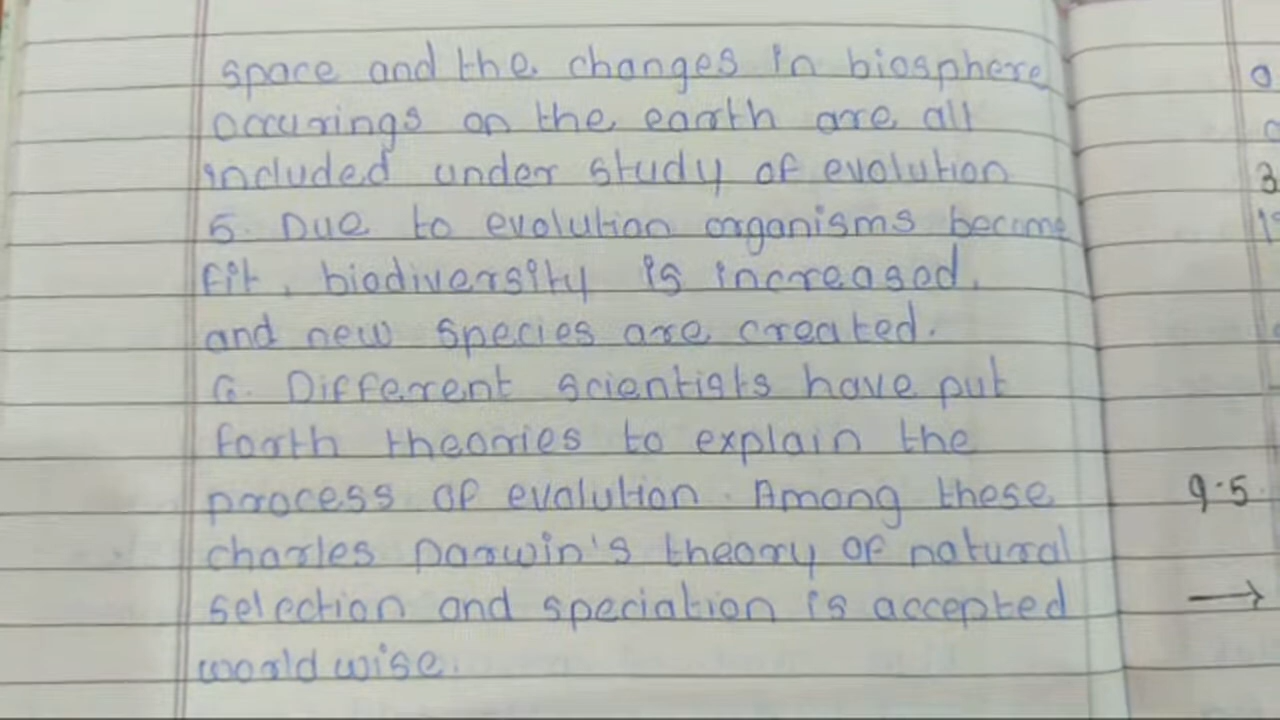 space and the changes in biosphere
occurings on the earth are all
included under study of evolution
5. Due to evolution organisms become
fit, biodiversity is increased,
and new species are created.
6. Different scientists have put
forth theories to explain the
process of evolution. Among these
charles Darwin's theory of natural
selection and speciation is accepted
world wise.
9.5
→